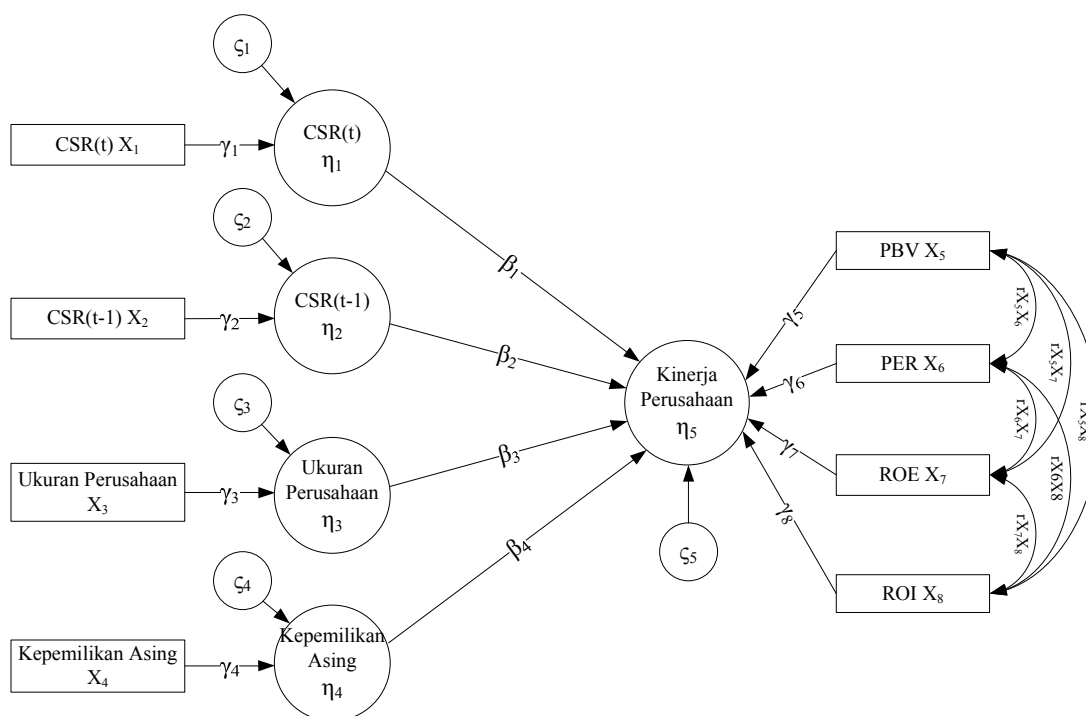 ς₁
CSR(t) X₁
γ₁
CSR(t)
η₁
β₁
ς₂
CSR(t-1) X₂
γ₂
CSR(t-1)
η₂
β₂
ς₃
Ukuran Perusahaan
X₃
γ₃
Ukuran
Perusahaan
η₃
β₃
ς₄
Kepemilikan Asing
X₄
γ₄
Kepemilikan
Asing
η₄
β₄
Kinerja
Perusahaan
η₅
ς₅
γ₅
γ₆
γ₇
γ₈
PBV X₅
PER X₆
ROE X₇
ROI X₈
rX₅X₆
rX₅X₇
rX₅X₈
rX₆X₇
rX6X8
rX₇X₈